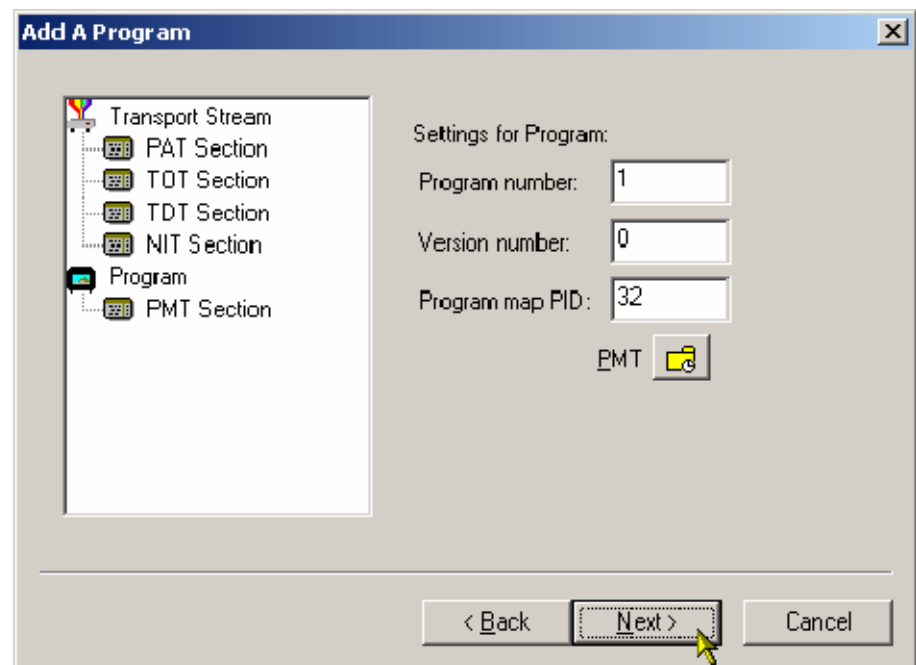 Add A Program
Transport Stream
PAT Section
TOT Section
TDT Section
NIT Section
Program
PMT Section
Settings for Program:
Program number: 1
Version number: 0
Program map PID: 32
PMT
< Back
Next >
Cancel